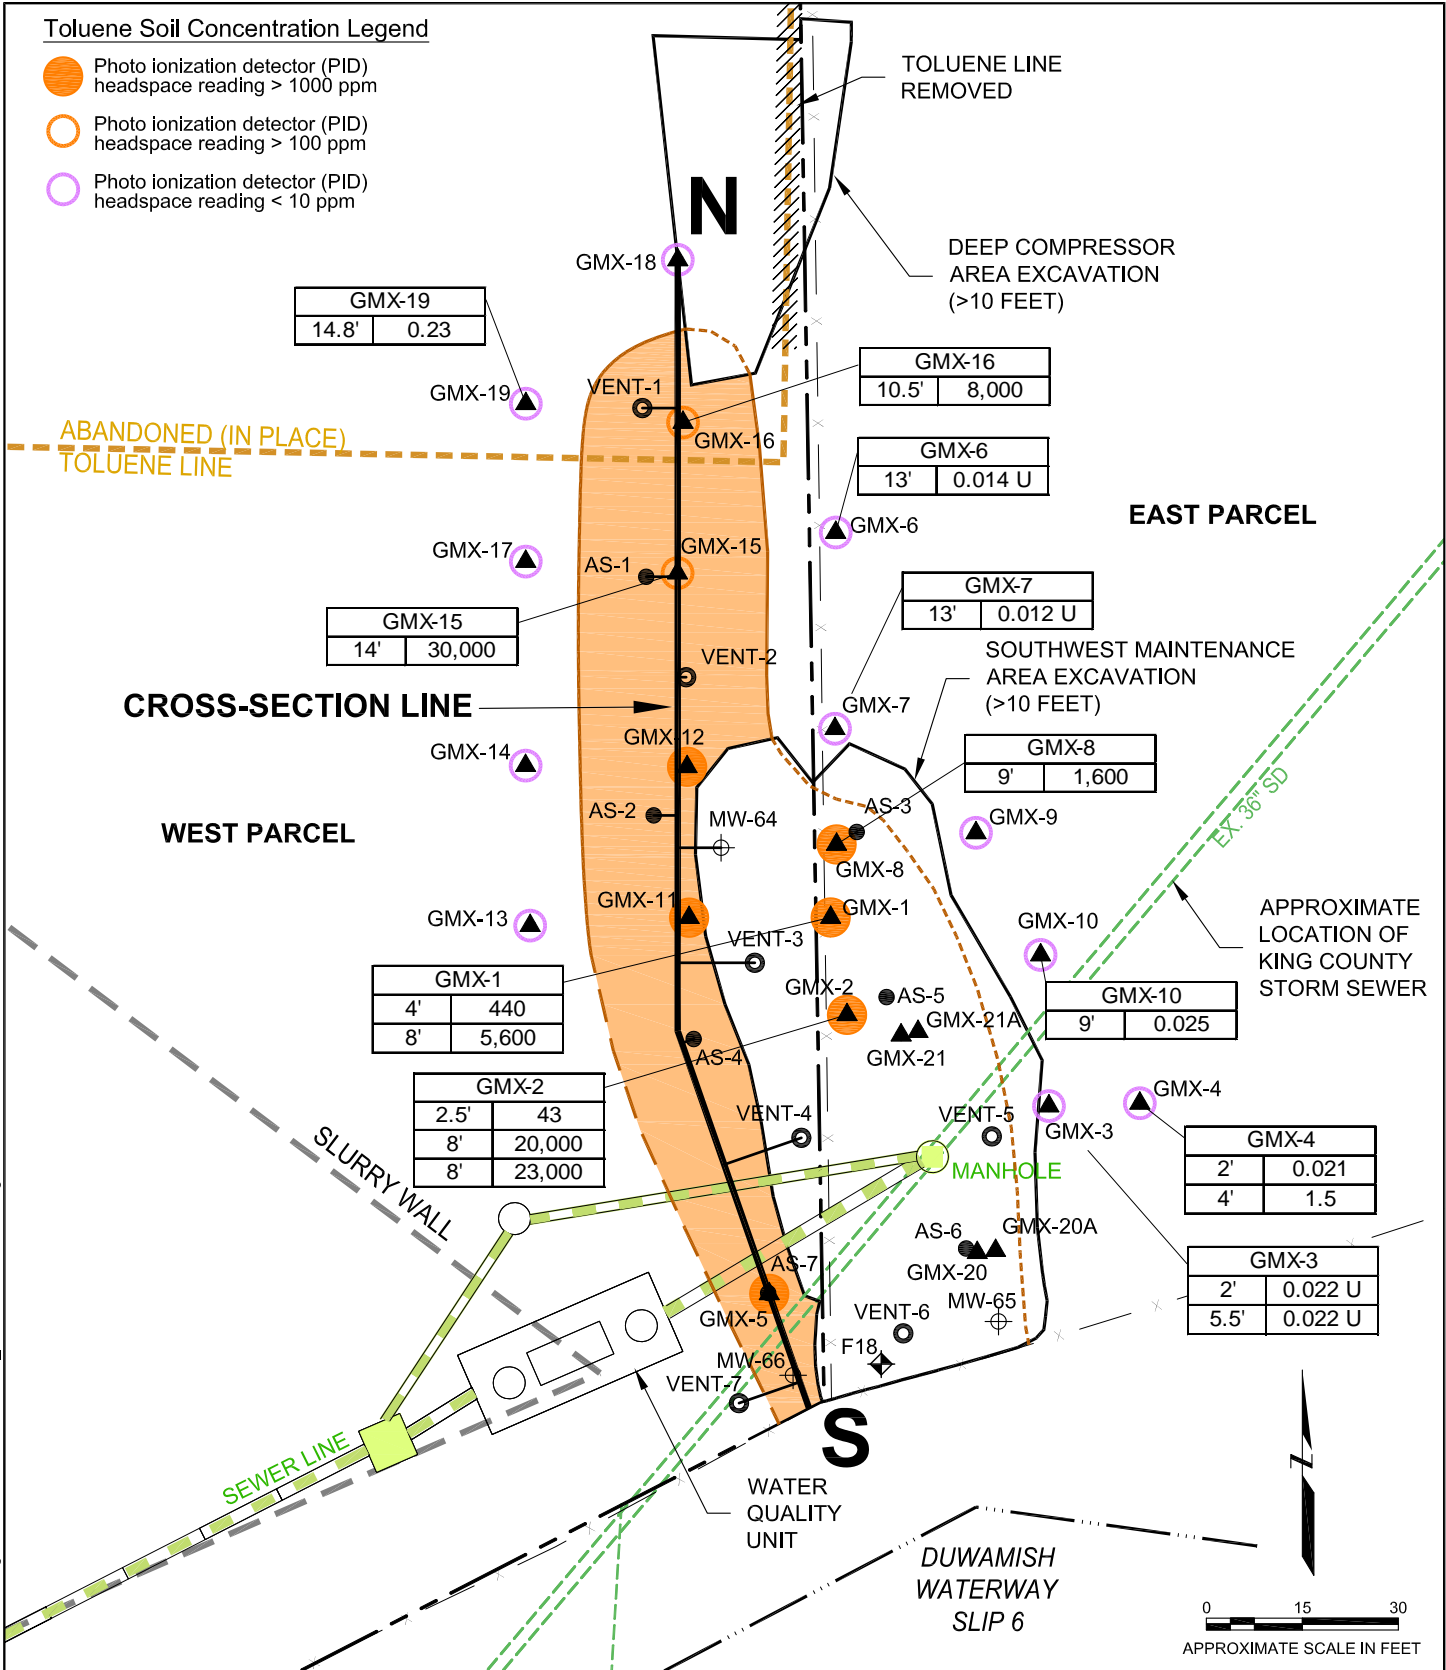 Toluene Soil Concentration Legend
Photo ionization detector (PID)
headspace reading > 1000 ppm
Photo ionization detector (PID)
headspace reading > 100 ppm
Photo ionization detector (PID)
headspace reading < 10 ppm
TOLUENE LINE
REMOVED
N
DEEP COMPRESSOR
AREA EXCAVATION
(>10 FEET)
GMX-18
GMX-19
14.8' 0.23
GMX-19
VENT-1
GMX-16
10.5' 8,000
GMX-16
ABANDONED (IN PLACE)
TOLUENE LINE
GMX-6
13' 0.014 U
EAST PARCEL
GMX-6
GMX-17
AS-1
GMX-15
GMX-7
13' 0.012 U
GMX-15
14' 30,000
VENT-2
SOUTHWEST MAINTENANCE
AREA EXCAVATION
(>10 FEET)
CROSS-SECTION LINE
GMX-7
GMX-14
GMX-12
GMX-8
9' 1,600
EX. 36" SD
AS-2
MW-64
AS-3
GMX-9
WEST PARCEL
GMX-8
GMX-13
GMX-11
GMX-1
GMX-10
APPROXIMATE
LOCATION OF
KING COUNTY
STORM SEWER
VENT-3
GMX-1
4' 440
8' 5,600
GMX-2
AS-5
GMX-21A
GMX-21
GMX-10
9' 0.025
AS-4
GMX-2
2.5' 43
8' 20,000
8' 23,000
VENT-4
VENT-5
GMX-3
GMX-4
GMX-4
2' 0.021
4' 1.5
SLURRY WALL
MANHOLE
AS-6
GMX-20A
GMX-20
AS-7
GMX-5
GMX-3
2' 0.022 U
5.5' 0.022 U
MW-65
VENT-6
F18
MW-66
VENT-7
S
SEWER LINE
WATER
QUALITY
UNIT
DUWAMISH
WATERWAY
SLIP 6
Z
0 15 30
APPROXIMATE SCALE IN FEET